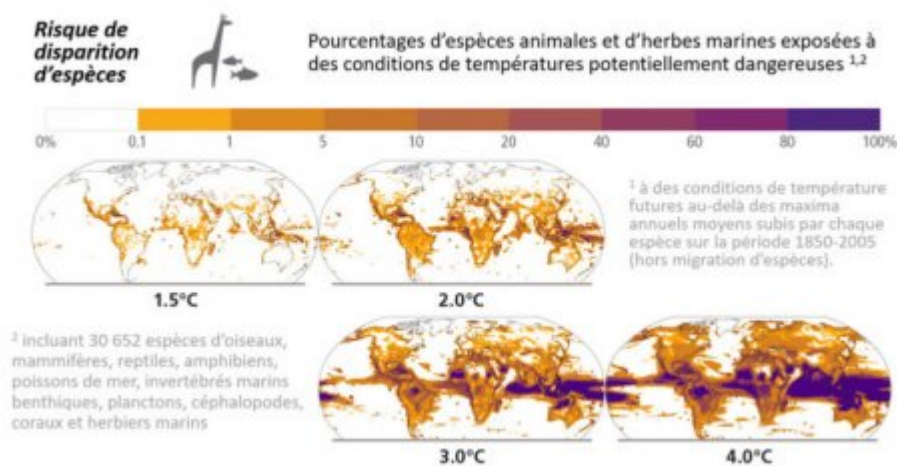 Risque de
disparition
d'espèces
Pourcentages d'espèces animales et d'herbes marines exposées à
des conditions de températures potentiellement dangereuses 1,2
0% 0.1 1 5 10 20 40 60 80 100%
1 à des conditions de température
futures au-delà des maxima
annuels moyens subis par chaque
espèce sur la période 1850-2005
(hors migration d'espèces).
1.5°C 2.0°C
2 incluant 30 652 espèces d'oiseaux,
mammifères, reptiles, amphibiens,
poissons de mer, invertébrés marins
benthiques, planctons, céphalopodes,
coraux et herbiers marins
3.0°C 4.0°C